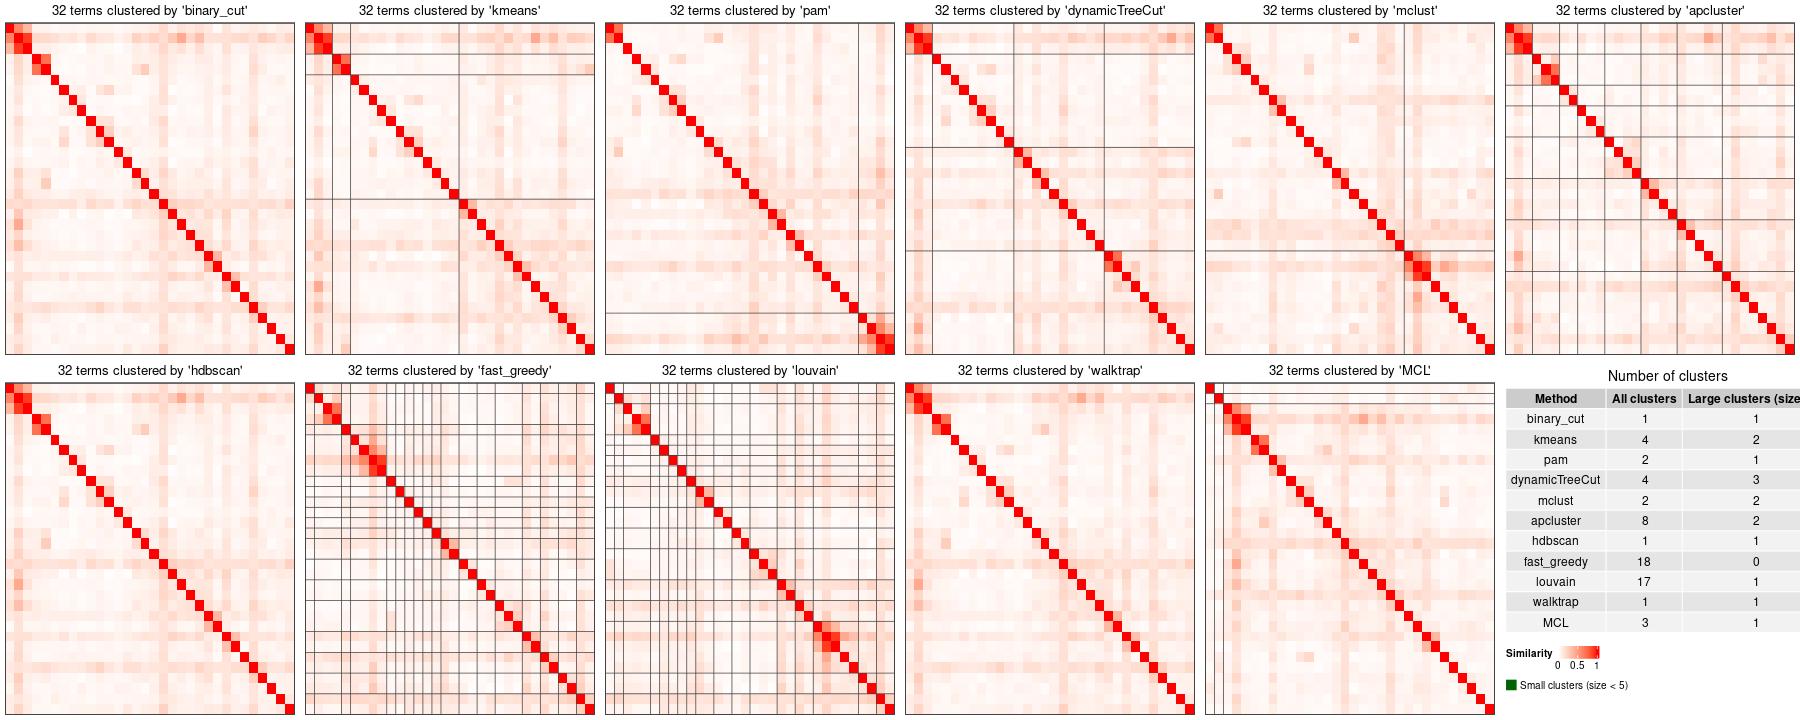 32 terms clustered by 'binary_cut'
32 terms clustered by 'kmeans'
32 terms clustered by 'pam'
32 terms clustered by 'dynamicTreeCut'
32 terms clustered by 'mclust'
32 terms clustered by 'apcluster'
32 terms clustered by 'hdbscan'
32 terms clustered by 'fast_greedy'
32 terms clustered by 'louvain'
32 terms clustered by 'walktrap'
32 terms clustered by 'MCL'
Number of clusters
Method All clusters Large clusters (size
binary_cut 1 1
kmeans 4 2
pam 2 1
dynamicTreeCut 4 3
mclust 2 2
apcluster 8 2
hdbscan 1 1
fast_greedy 18 0
louvain 17 1
walktrap 1 1
MCL 3 1
Similarity
0 0.5 1
Small clusters (size < 5)